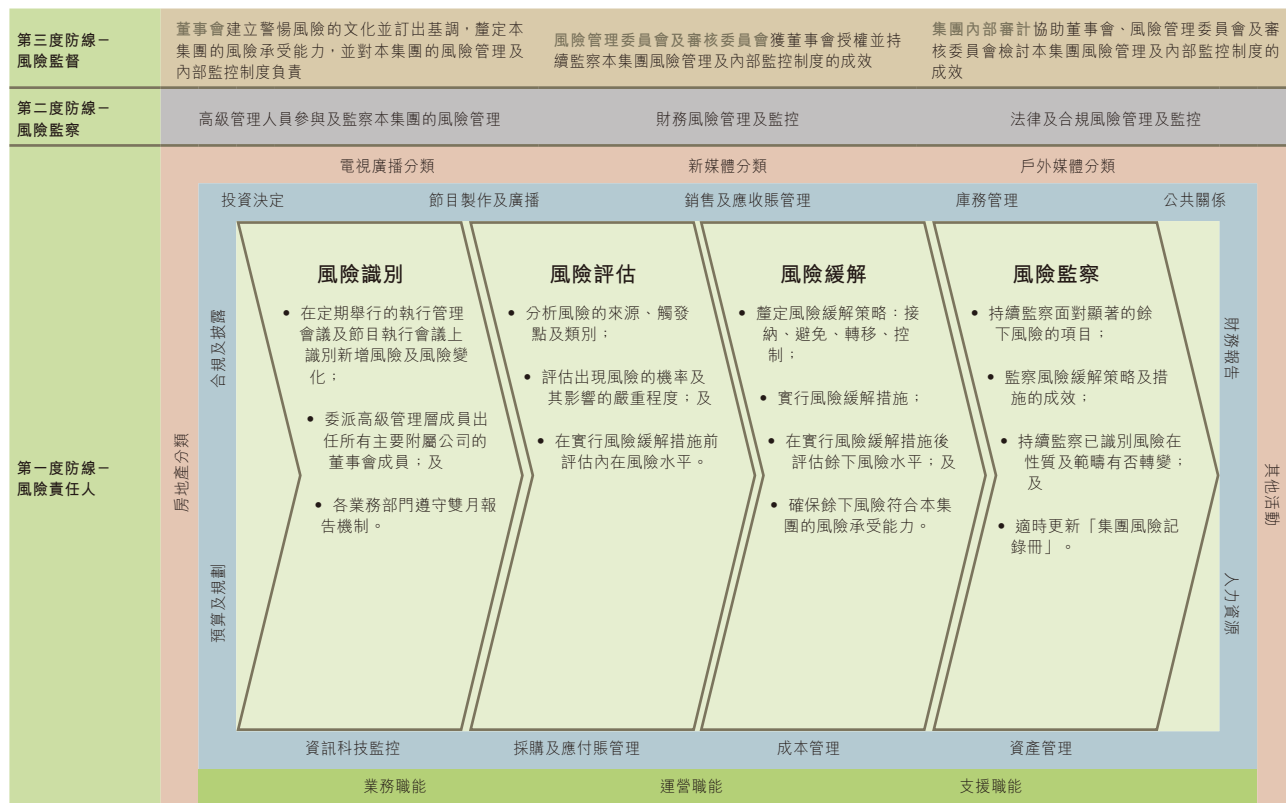 第三度防線－
風險監督
董事會建立警惕風險的文化並訂出基調，釐定本
集團的風險承受能力，並對本集團的風險管理及
內部監控制度負責
風險管理委員會及審核委員會獲董事會授權並持
續監察本集團風險管理及內部監控制度的成效
集團內部審計協助董事會、風險管理委員會及審
核委員會檢討本集團風險管理及內部監控制度的
成效
第二度防線－
風險監察
高級管理人員參與及監察本集團的風險管理
財務風險管理及監控
法律及合規風險管理及監控
第一度防線－
風險責任人
電視廣播分類
新媒體分類
戶外媒體分類
房地產分類
其他活動
投資決定
節目製作及廣播
銷售及應收賬管理
庫務管理
公共關係
合規及披露
預算及規劃
財務報告
人力資源
風險識別
• 在定期舉行的執行管理
會議及節目執行會議上
識別新增風險及風險變
化；
• 委派高級管理層成員出
任所有主要附屬公司的
董事會成員；及
• 各業務部門遵守雙月報
告機制。
風險評估
• 分析風險的來源、觸發
點及類別；
• 評估出現風險的機率及
其影響的嚴重程度；及
• 在實行風險緩解措施前
評估內在風險水平。
風險緩解
• 釐定風險緩解策略：接
納、避免、轉移、控
制；
• 實行風險緩解措施；
• 在實行風險緩解措施後
評估餘下風險水平；及
• 確保餘下風險符合本集
團的風險承受能力。
風險監察
• 持續監察面對顯著的餘
下風險的項目；
• 監察風險緩解策略及措
施的成效；
• 持續監察已識別風險在
性質及範疇有否轉變；
及
• 適時更新「集團風險記
錄冊」。
資訊科技監控
採購及應付賬管理
成本管理
資產管理
業務職能
運營職能
支援職能